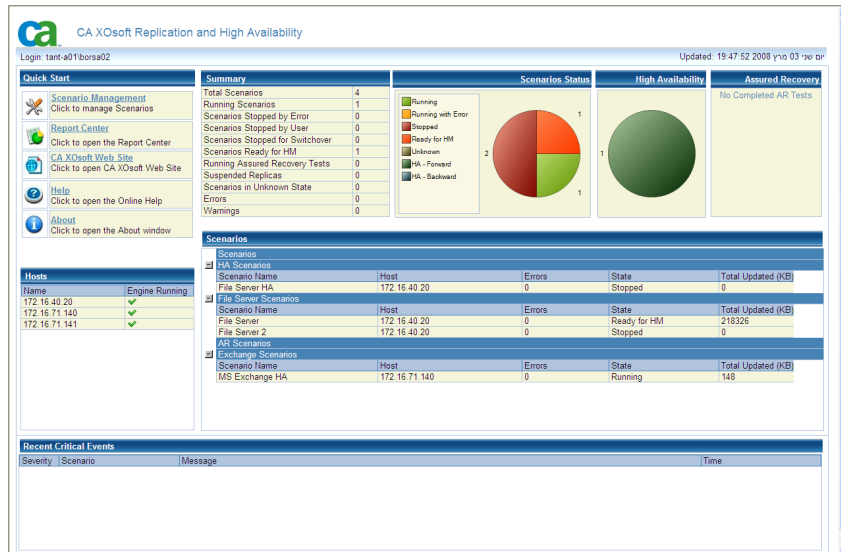 ca
CA XOsoft Replication and High Availability
Login: tant-a01\borsa02
Updated: 19:47:52 2008 יום שני 03 מרץ
Quick Start
Scenario Management
Click to manage Scenarios
Report Center
Click to open the Report Center
CA XOsoft Web Site
Click to open CA XOsoft Web Site
Help
Click to open the Online Help
About
Click to open the About window
Summary
Total Scenarios 4
Running Scenarios 1
Scenarios Stopped by Error 0
Scenarios Stopped by User 0
Scenarios Stopped for Switchover 0
Scenarios Ready for HM 1
Running Assured Recovery Tests 0
Suspended Replicas 0
Scenarios in Unknown State 0
Errors 0
Warnings 0
Scenarios Status
Running
Running with Error
Stopped
Ready for HM
Unknown
HA - Forward
HA - Backward
1
2
1
High Availability
1
Assured Recovery
No Completed AR Tests
Hosts
Name Engine Running
172.16.40.20
172.16.71.140
172.16.71.141
Scenarios
Scenarios
HA Scenarios
Scenario Name Host Errors State Total Updated (KB)
File Server HA 172.16.40.20 0 Stopped 0
File Server Scenarios
Scenario Name Host Errors State Total Updated (KB)
File Server 172.16.40.20 0 Ready for HM 218326
File Server 2 172.16.40.20 0 Stopped 0
AR Scenarios
Exchange Scenarios
Scenario Name Host Errors State Total Updated (KB)
MS Exchange HA 172.16.71.140 0 Running 148
Recent Critical Events
Severity Scenario Message Time